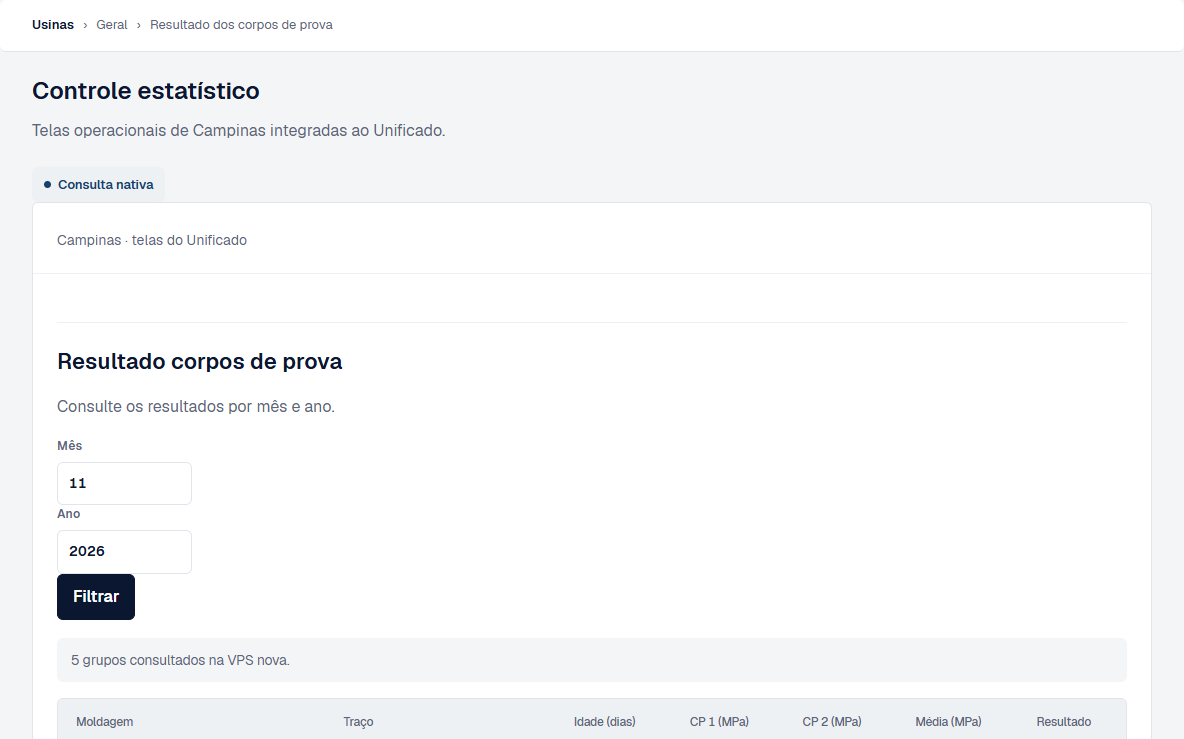 Usinas › Geral › Resultado dos corpos de prova
Controle estatístico
Telas operacionais de Campinas integradas ao Unificado.
Consulta nativa
Campinas · telas do Unificado
Resultado corpos de prova
Consulte os resultados por mês e ano.
Mês
11
Ano
2026
Filtrar
5 grupos consultados na VPS nova.
Moldagem Traço Idade (dias) CP 1 (MPa) CP 2 (MPa) Média (MPa) Resultado